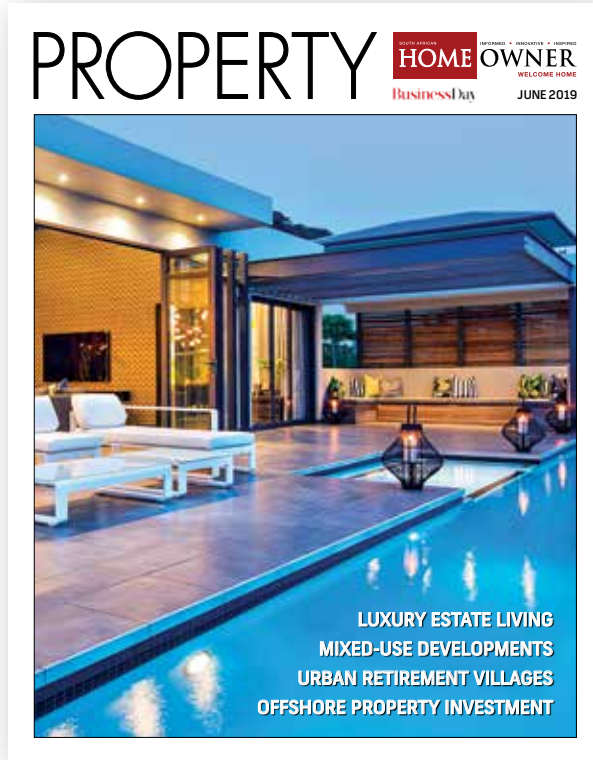 PROPERTY
SOUTH AFRICAN
HOME OWNER
INFORMED • INNOVATIVE • INSPIRED
WELCOME HOME
BusinessDay
JUNE 2019
LUXURY ESTATE LIVING
MIXED-USE DEVELOPMENTS
URBAN RETIREMENT VILLAGES
OFFSHORE PROPERTY INVESTMENT